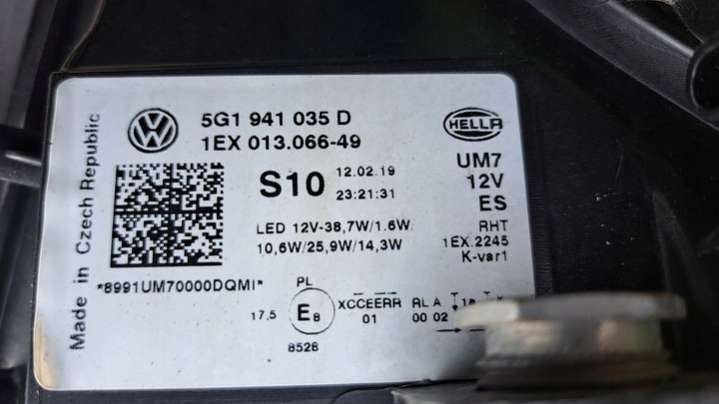 Made in Czech Republic
5G1 941 035 D
1EX 013.066-49
HELLA
S10
12.02.19
23:21:31
UM7
12V
ES
LED 12V-38,7W/1.6W
10,6W/25,9W/14,3W
RHT
1EX.2245
K-var1
*8991UM70000DQMI*
PL
17.5
E8
8528
XCCEERR
01
RL A
00 02
1a